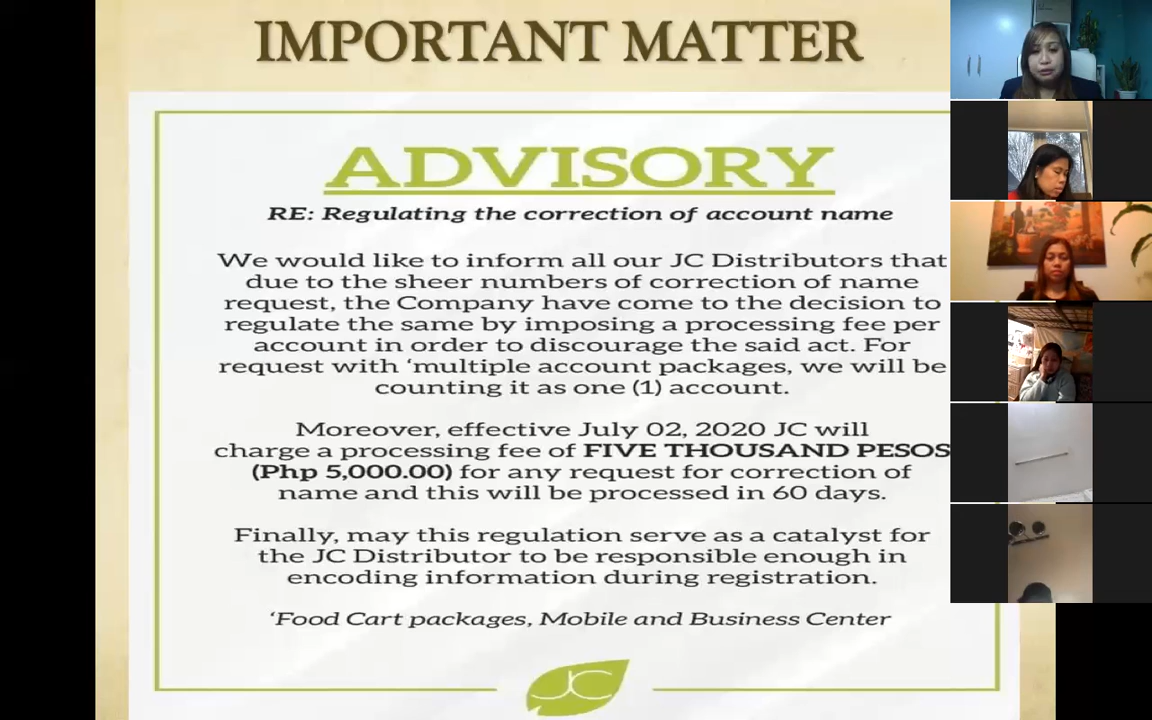 IMPORTANT MATTER
ADVISORY
RE: Regulating the correction of account name
We would like to inform all our JC Distributors that
due to the sheer numbers of correction of name
request, the Company have come to the decision to
regulate the same by imposing a processing fee per
account in order to discourage the said act. For
request with ‘multiple account packages, we will be
counting it as one (1) account.
Moreover, effective July 02, 2020 JC will
charge a processing fee of FIVE THOUSAND PESOS
(Php 5,000.00) for any request for correction of
name and this will be processed in 60 days.
Finally, may this regulation serve as a catalyst for
the JC Distributor to be responsible enough in
encoding information during registration.
‘Food Cart packages, Mobile and Business Center
JC